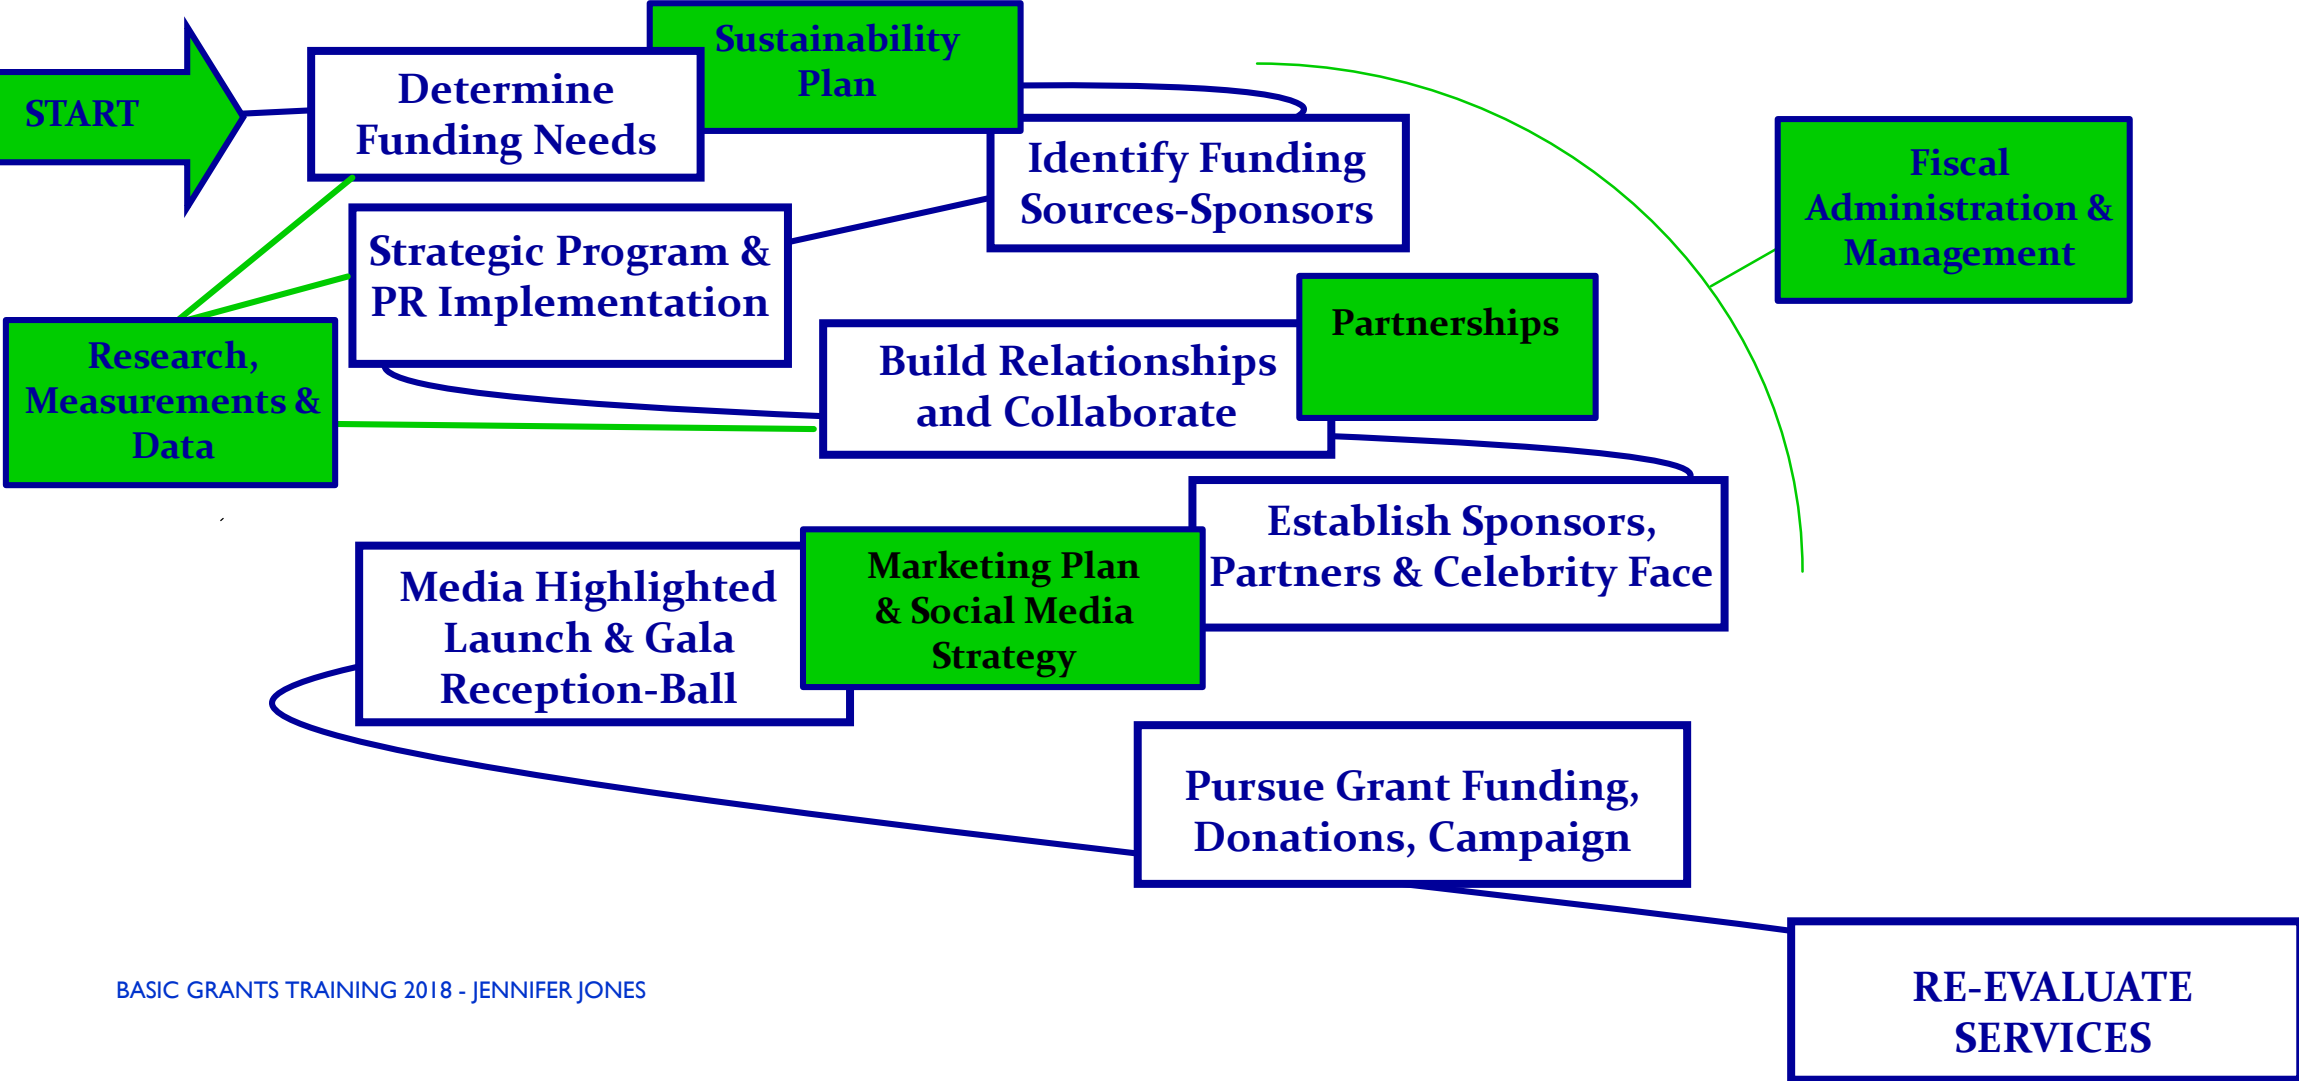 START
Determine
Funding Needs
Sustainability
Plan
Identify Funding
Sources-Sponsors
Fiscal
Administration &
Management
Strategic Program &
PR Implementation
Research,
Measurements &
Data
Build Relationships
and Collaborate
Partnerships
Establish Sponsors,
Partners & Celebrity Face
Marketing Plan
& Social Media
Strategy
Media Highlighted
Launch & Gala
Reception-Ball
Pursue Grant Funding,
Donations, Campaign
RE-EVALUATE
SERVICES
BASIC GRANTS TRAINING 2018 - JENNIFER JONES